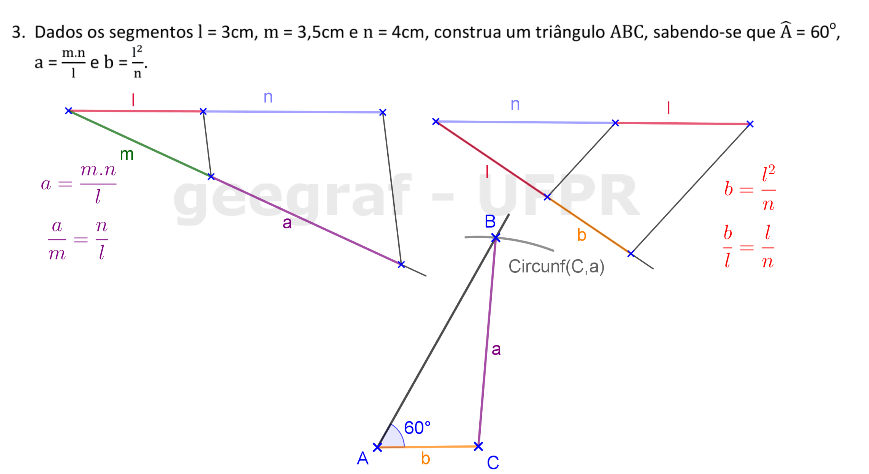 3. Dados os segmentos l = 3cm, m = 3,5cm e n = 4cm, construa um triângulo ABC, sabendo-se que Â = 60°,
a = m.n/l e b = l²/n.
l n
n l
m
a = m.n/l
a/m = n/l
a
l
b
b = l²/n
b/l = l/n
geegraf - UFPR
B
Circunf(C,a)
a
60°
A b C